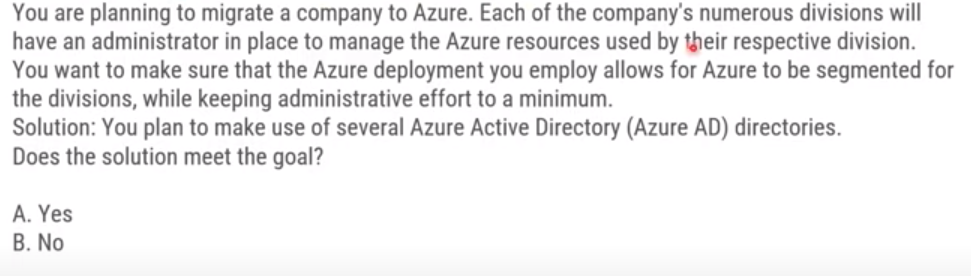 You are planning to migrate a company to Azure. Each of the company's numerous divisions will
have an administrator in place to manage the Azure resources used by their respective division.
You want to make sure that the Azure deployment you employ allows for Azure to be segmented for
the divisions, while keeping administrative effort to a minimum.
Solution: You plan to make use of several Azure Active Directory (Azure AD) directories.
Does the solution meet the goal?
A. Yes
B. No